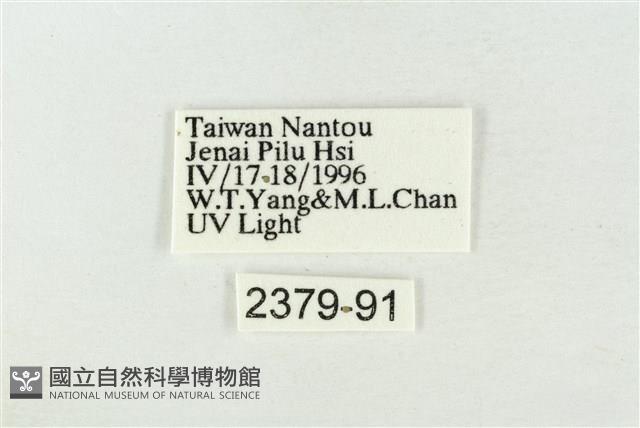 Taiwan Nantou
Jenai Pilu Hsi
IV/17-18/1996
W.T.Yang&M.L.Chan
UV Light
2379-91
國立自然科學博物館
NATIONAL MUSEUM OF NATURAL SCIENCE